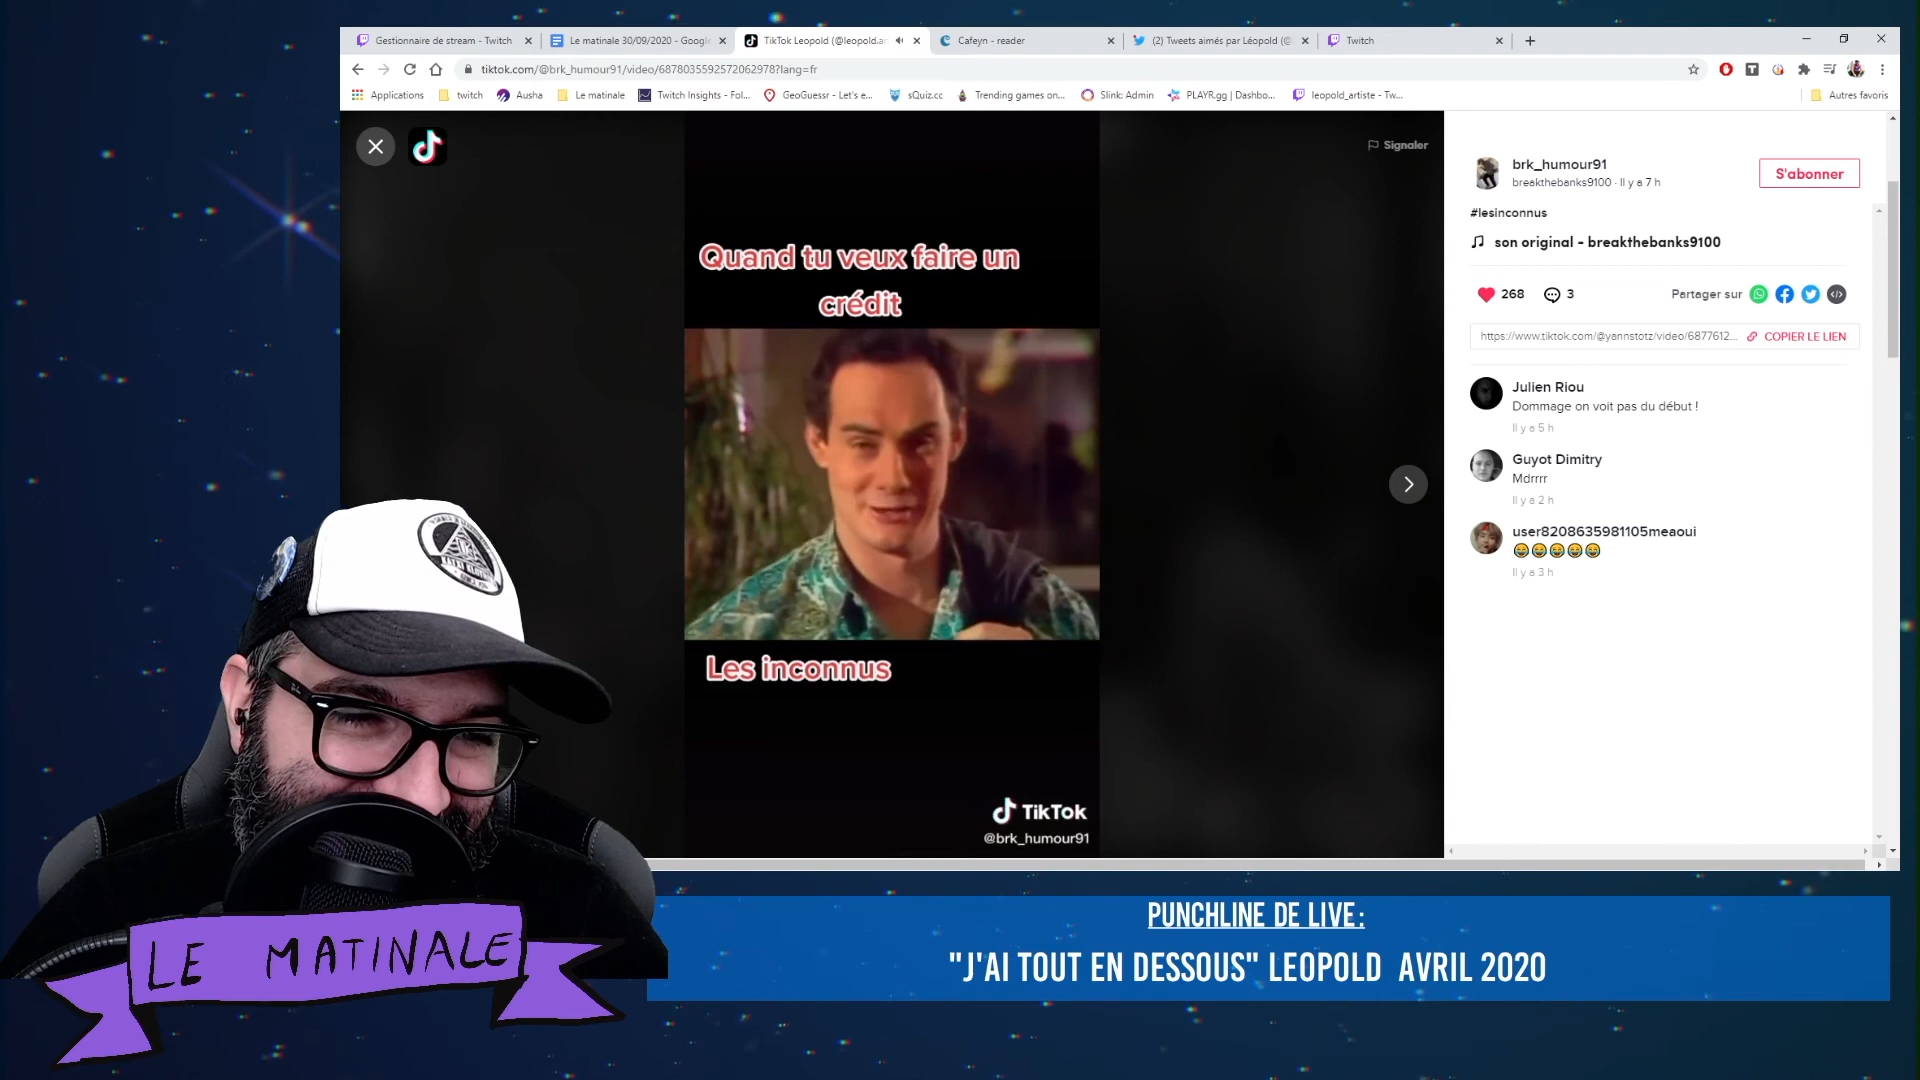 Gestionnaire de stream - Twitch
Le matinale 30/09/2020 - Google
TikTok Leopold (@leopold.ar
Cafeyn - reader
(2) Tweets aimés par Léopold (@
Twitch
tiktok.com/@brk_humour91/video/6878035592572062978?lang=fr
Applications
twitch
Ausha
Le matinale
Twitch Insights - Fol...
GeoGuessr - Let's e...
sQuiz.cc
Trending games on...
Slink: Admin
PLAYR.gg | Dashbo...
leopold_artiste - Tw...
Autres favoris
Signaler
Quand tu veux faire un
crédit
Les inconnus
TikTok
@brk_humour91
brk_humour91
breakthebanks9100 · Il y a 7 h
S'abonner
#lesinconnus
son original - breakthebanks9100
268
3
Partager sur
https://www.tiktok.com/@yannstotz/video/6877612...
COPIER LE LIEN
Julien Riou
Dommage on voit pas du début !
Il y a 5 h
Guyot Dimitry
Mdrrrr
Il y a 2 h
user8208635981105meaoui
😂😂😂😂😂
Il y a 3 h
LE MATINALE
PUNCHLINE DE LIVE:
"J'AI TOUT EN DESSOUS" LEOPOLD AVRIL 2020